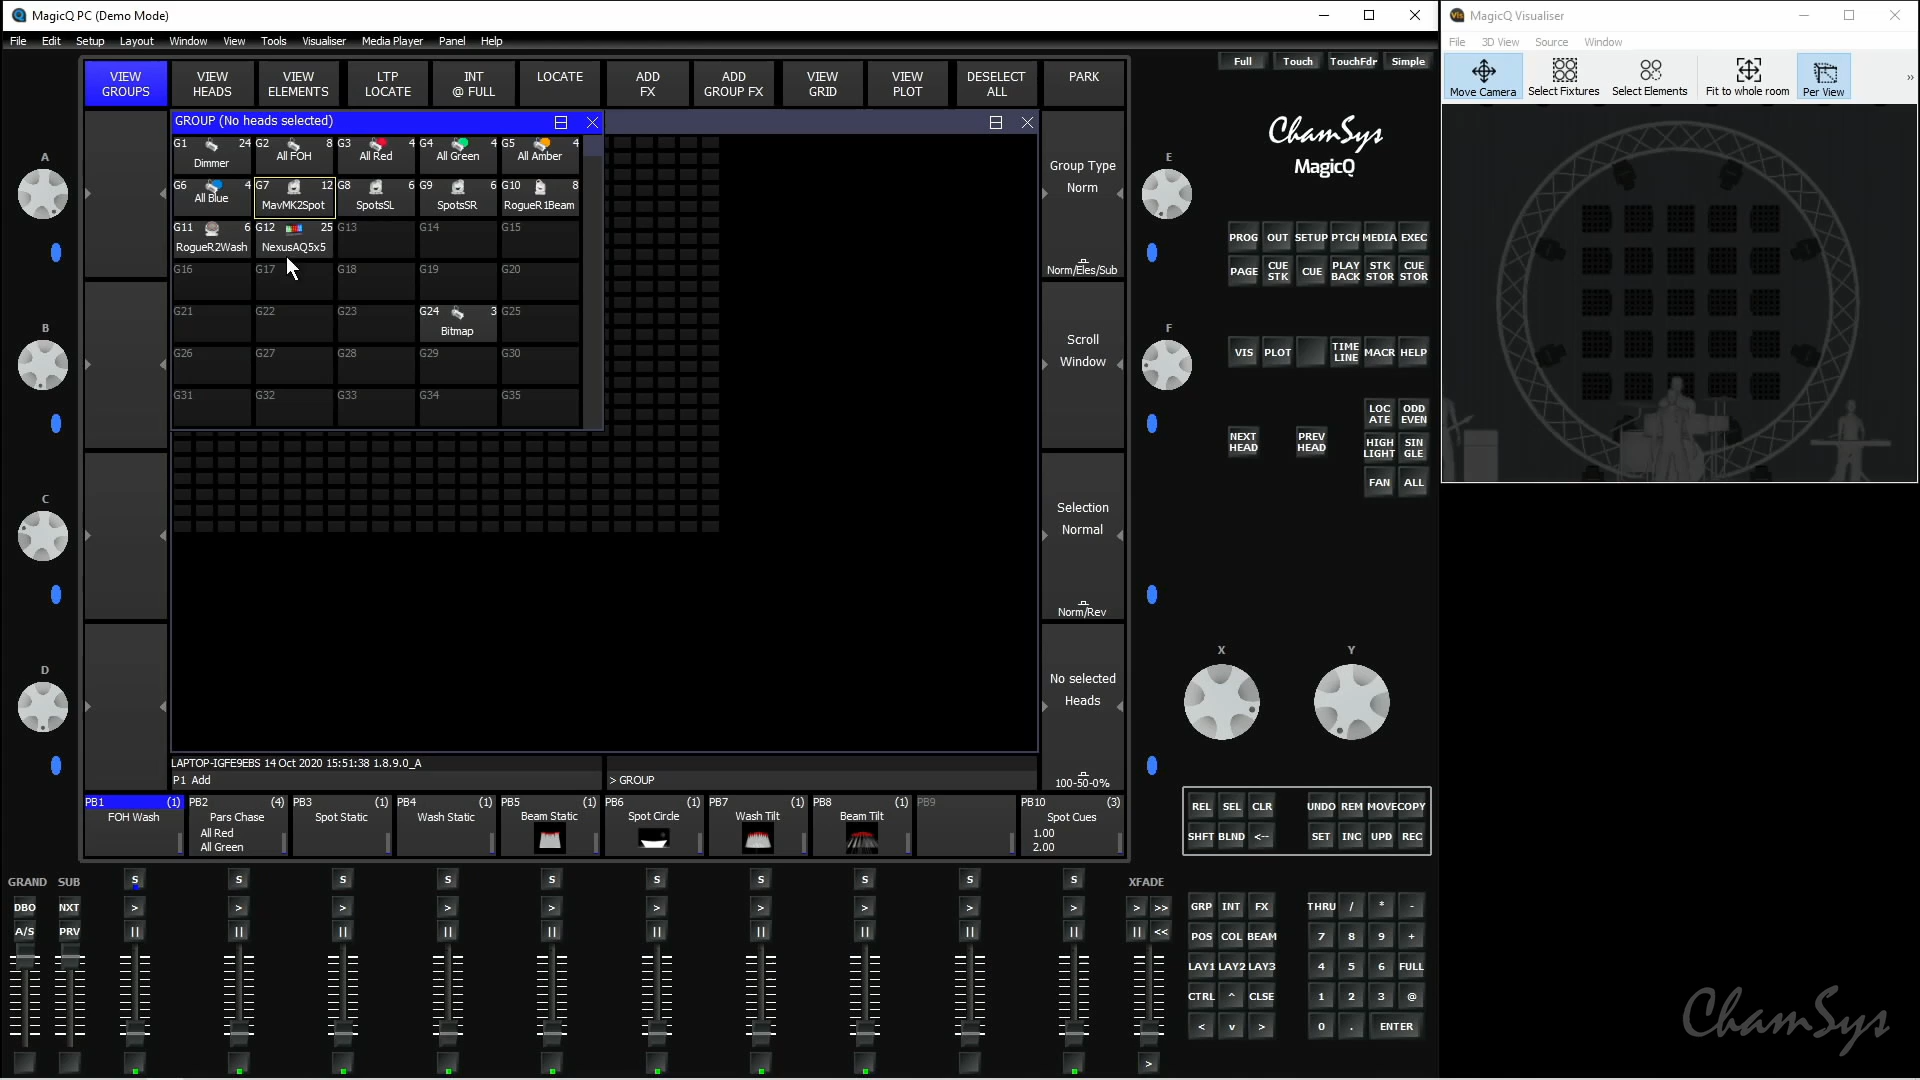 MagicQ PC (Demo Mode)
File Edit Setup Layout Window View Tools Visualiser Media Player Panel Help
VIEW GROUPS
VIEW HEADS
VIEW ELEMENTS
LTP LOCATE
INT @ FULL
LOCATE
ADD FX
ADD GROUP FX
VIEW GRID
VIEW PLOT
DESELECT ALL
PARK
GROUP (No heads selected)
G1 24 Dimmer
G2 8 All FOH
G3 4 All Red
G4 4 All Green
G5 4 All Amber
G6 4 All Blue
G7 12 MavMK2Spot
G8 6 SpotsSL
G9 6 SpotsSR
G10 8 RogueR1Beam
G11 6 RogueR2Wash
G12 25 NexusAQ5x5
G13 G14 G15
G16 G17 G18 G19 G20
G21 G22 G23
G24 3 Bitmap
G25
G26 G27 G28 G29 G30
G31 G32 G33 G34 G35
Group Type
Norm
Norm/Eles/Sub
Scroll
Window
Selection
Normal
Norm/Rev
No selected
Heads
100-50-0%
LAPTOP-IGFE9EBS 14 Oct 2020 15:51:38 1.8.9.0_A
P1 Add
> GROUP
PB1 (1) FOH Wash
PB2 (4) Pars Chase
All Red
All Green
PB3 (1) Spot Static
PB4 (1) Wash Static
PB5 (1) Beam Static
PB6 (1) Spot Circle
PB7 (1) Wash Tilt
PB8 (1) Beam Tilt
PB9
PB10 (3) Spot Cues
1.00
2.00
A
B
C
D
GRAND SUB
DBO NXT
A/S PRV
S S S S S S S S S S
> > > > > > > > > >
|| || || || || || || || || ||
XFADE
> >>
|| <<
>
Full Touch TouchFdr Simple
ChamSys
MagicQ
E
F
PROG OUT SETUP PTCH MEDIA EXEC
PAGE CUE STK CUE PLAY BACK STK STOR CUE STOR
VIS PLOT TIME LINE MACR HELP
LOC ATE ODD EVEN
NEXT HEAD PREV HEAD HIGH LIGHT SIN GLE
FAN ALL
X Y
REL SEL CLR UNDO REM MOVE COPY
SHFT BLND <-- SET INC UPD REC
GRP INT FX THRU / * -
POS COL BEAM 7 8 9 +
LAY1 LAY2 LAY3 4 5 6 FULL
CTRL ^ CLSE 1 2 3 @
< v > 0 . ENTER
MagicQ Visualiser
File 3D View Source Window
Move Camera Select Fixtures Select Elements Fit to whole room Per View »
ChamSys